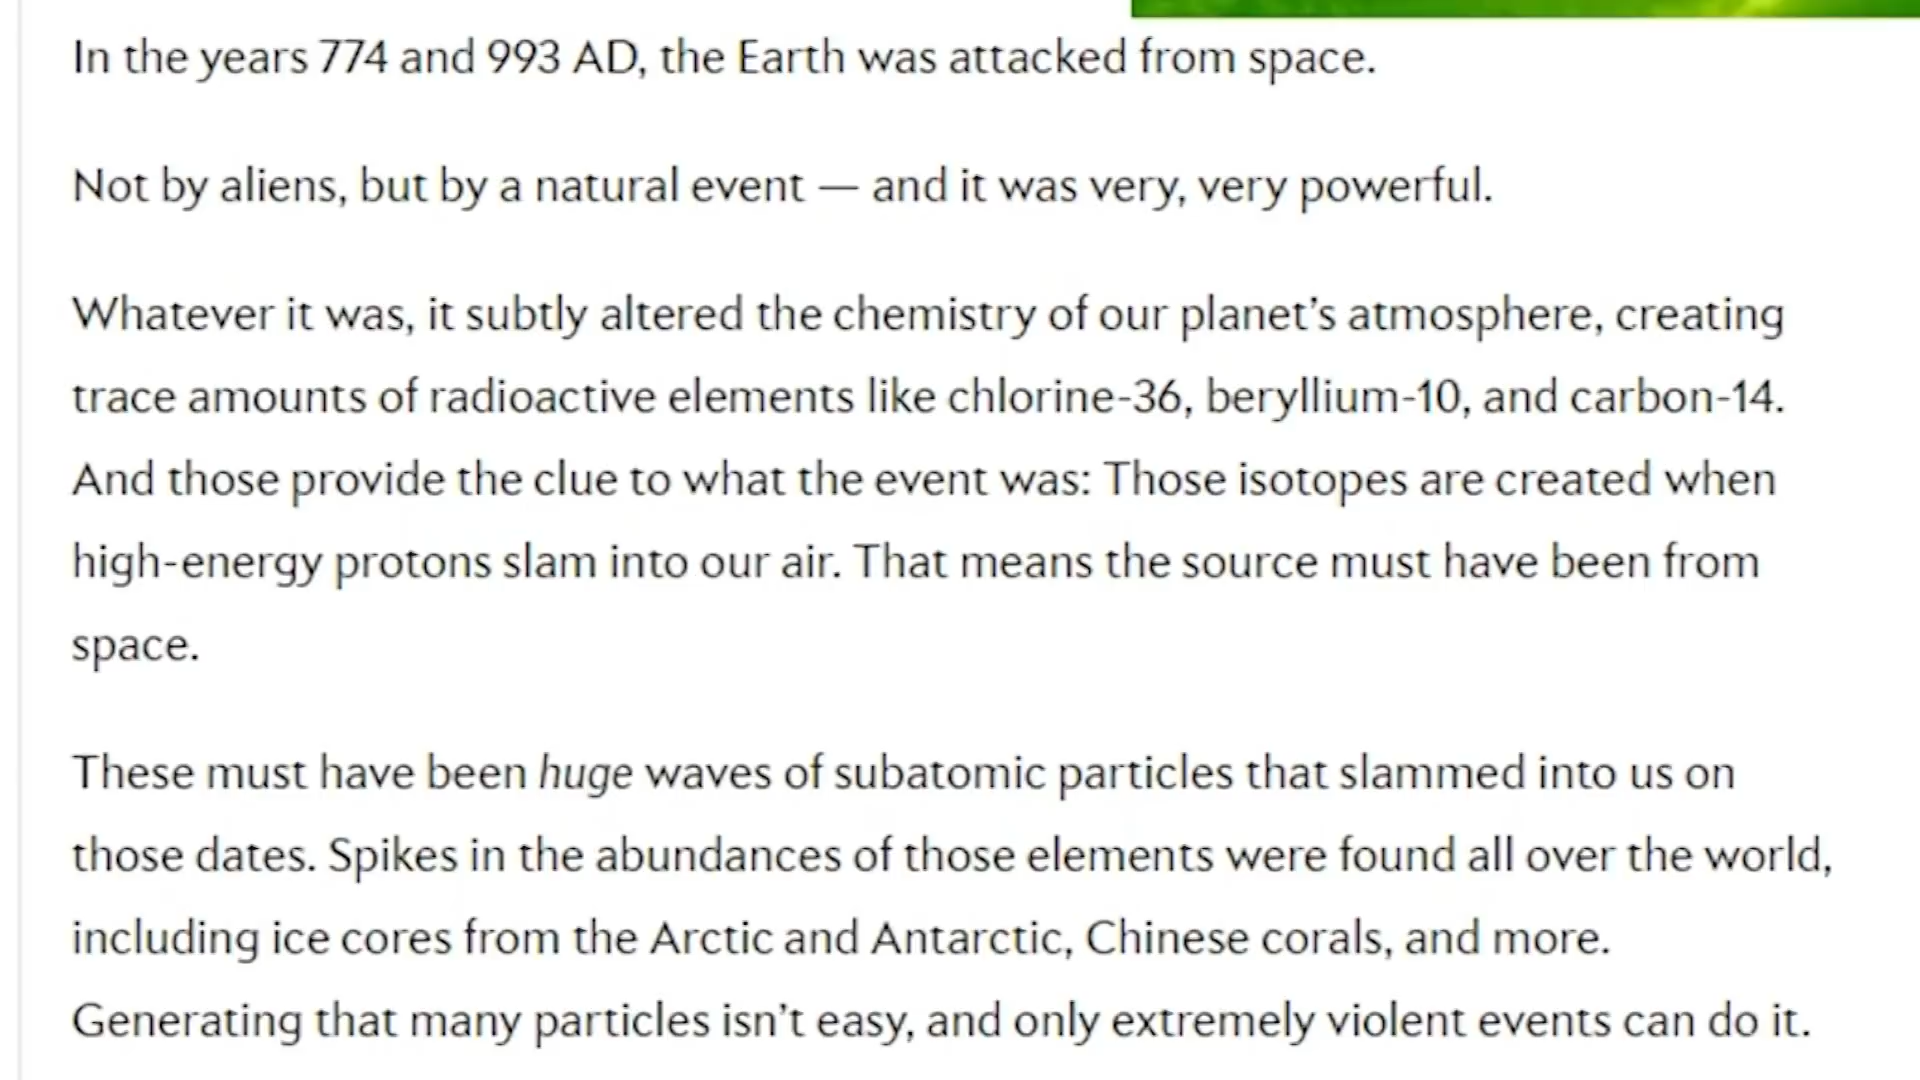 In the years 774 and 993 AD, the Earth was attacked from space.
Not by aliens, but by a natural event — and it was very, very powerful.
Whatever it was, it subtly altered the chemistry of our planet’s atmosphere, creating
trace amounts of radioactive elements like chlorine-36, beryllium-10, and carbon-14.
And those provide the clue to what the event was: Those isotopes are created when
high-energy protons slam into our air. That means the source must have been from
space.
These must have been huge waves of subatomic particles that slammed into us on
those dates. Spikes in the abundances of those elements were found all over the world,
including ice cores from the Arctic and Antarctic, Chinese corals, and more.
Generating that many particles isn’t easy, and only extremely violent events can do it.